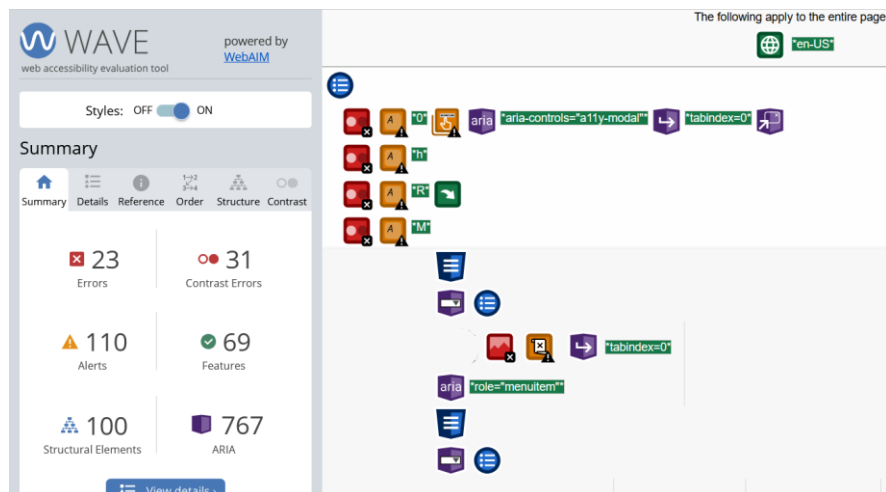 WAVE
web accessibility evaluation tool
powered by
WebAIM
Styles: OFF ON
Summary
Summary Details Reference Order Structure Contrast
23
Errors
31
Contrast Errors
110
Alerts
69
Features
100
Structural Elements
767
ARIA
View details ›
The following apply to the entire page
*en-US*
A *0* aria *aria-controls="a11y-modal"* *tabindex=0*
A *h*
A *R*
A *M*
*tabindex=0*
aria *role="menuitem"*